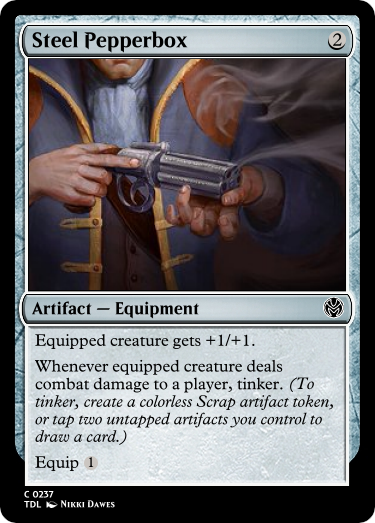 Steel Pepperbox 2
Artifact — Equipment
Equipped creature gets +1/+1.
Whenever equipped creature deals
combat damage to a player, tinker. (To
tinker, create a colorless Scrap artifact token,
or tap two untapped artifacts you control to
draw a card.)
Equip 1
C 0237
TDL Nikki Dawes